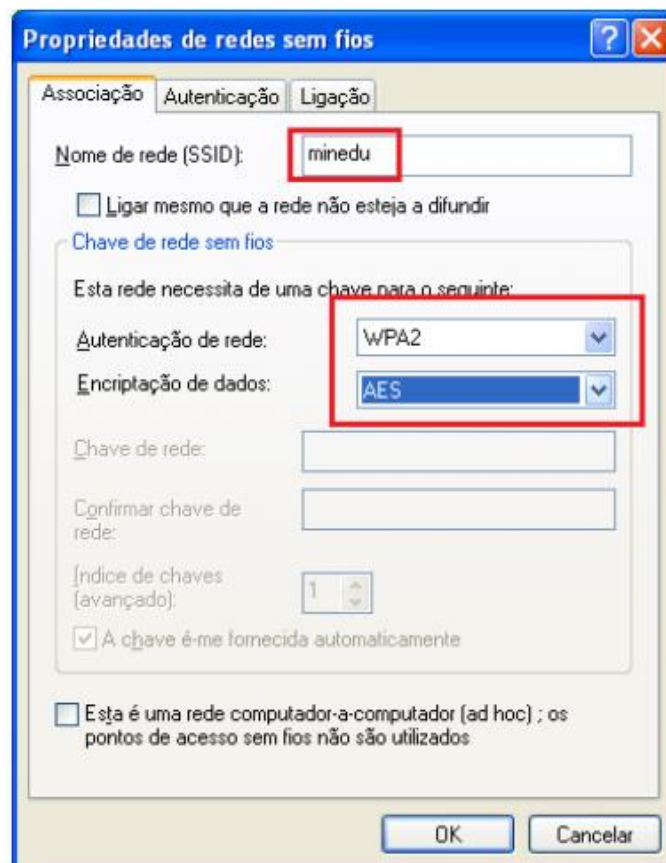 Propriedades de redes sem fios
Associação Autenticação Ligação
Nome de rede (SSID): minedu
Ligar mesmo que a rede não esteja a difundir
Chave de rede sem fios
Esta rede necessita de uma chave para o seguinte:
Autenticação de rede: WPA2
Encriptação de dados: AES
Chave de rede:
Confirmar chave de
rede:
Índice de chaves
(avançado): 1
A chave é-me fornecida automaticamente
Esta é uma rede computador-a-computador (ad hoc) ; os
pontos de acesso sem fios não são utilizados
OK Cancelar